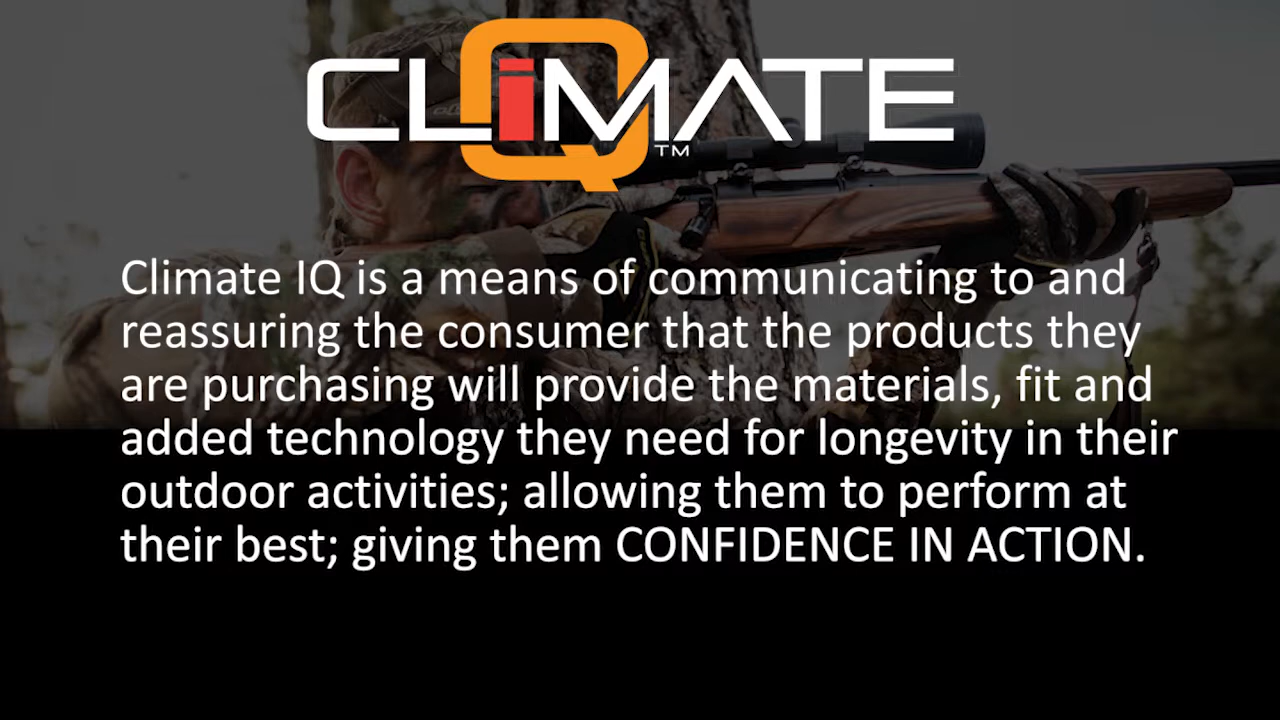 CLiMATE
Q
TM
Climate IQ is a means of communicating to and
reassuring the consumer that the products they
are purchasing will provide the materials, fit and
added technology they need for longevity in their
outdoor activities; allowing them to perform at
their best; giving them CONFIDENCE IN ACTION.